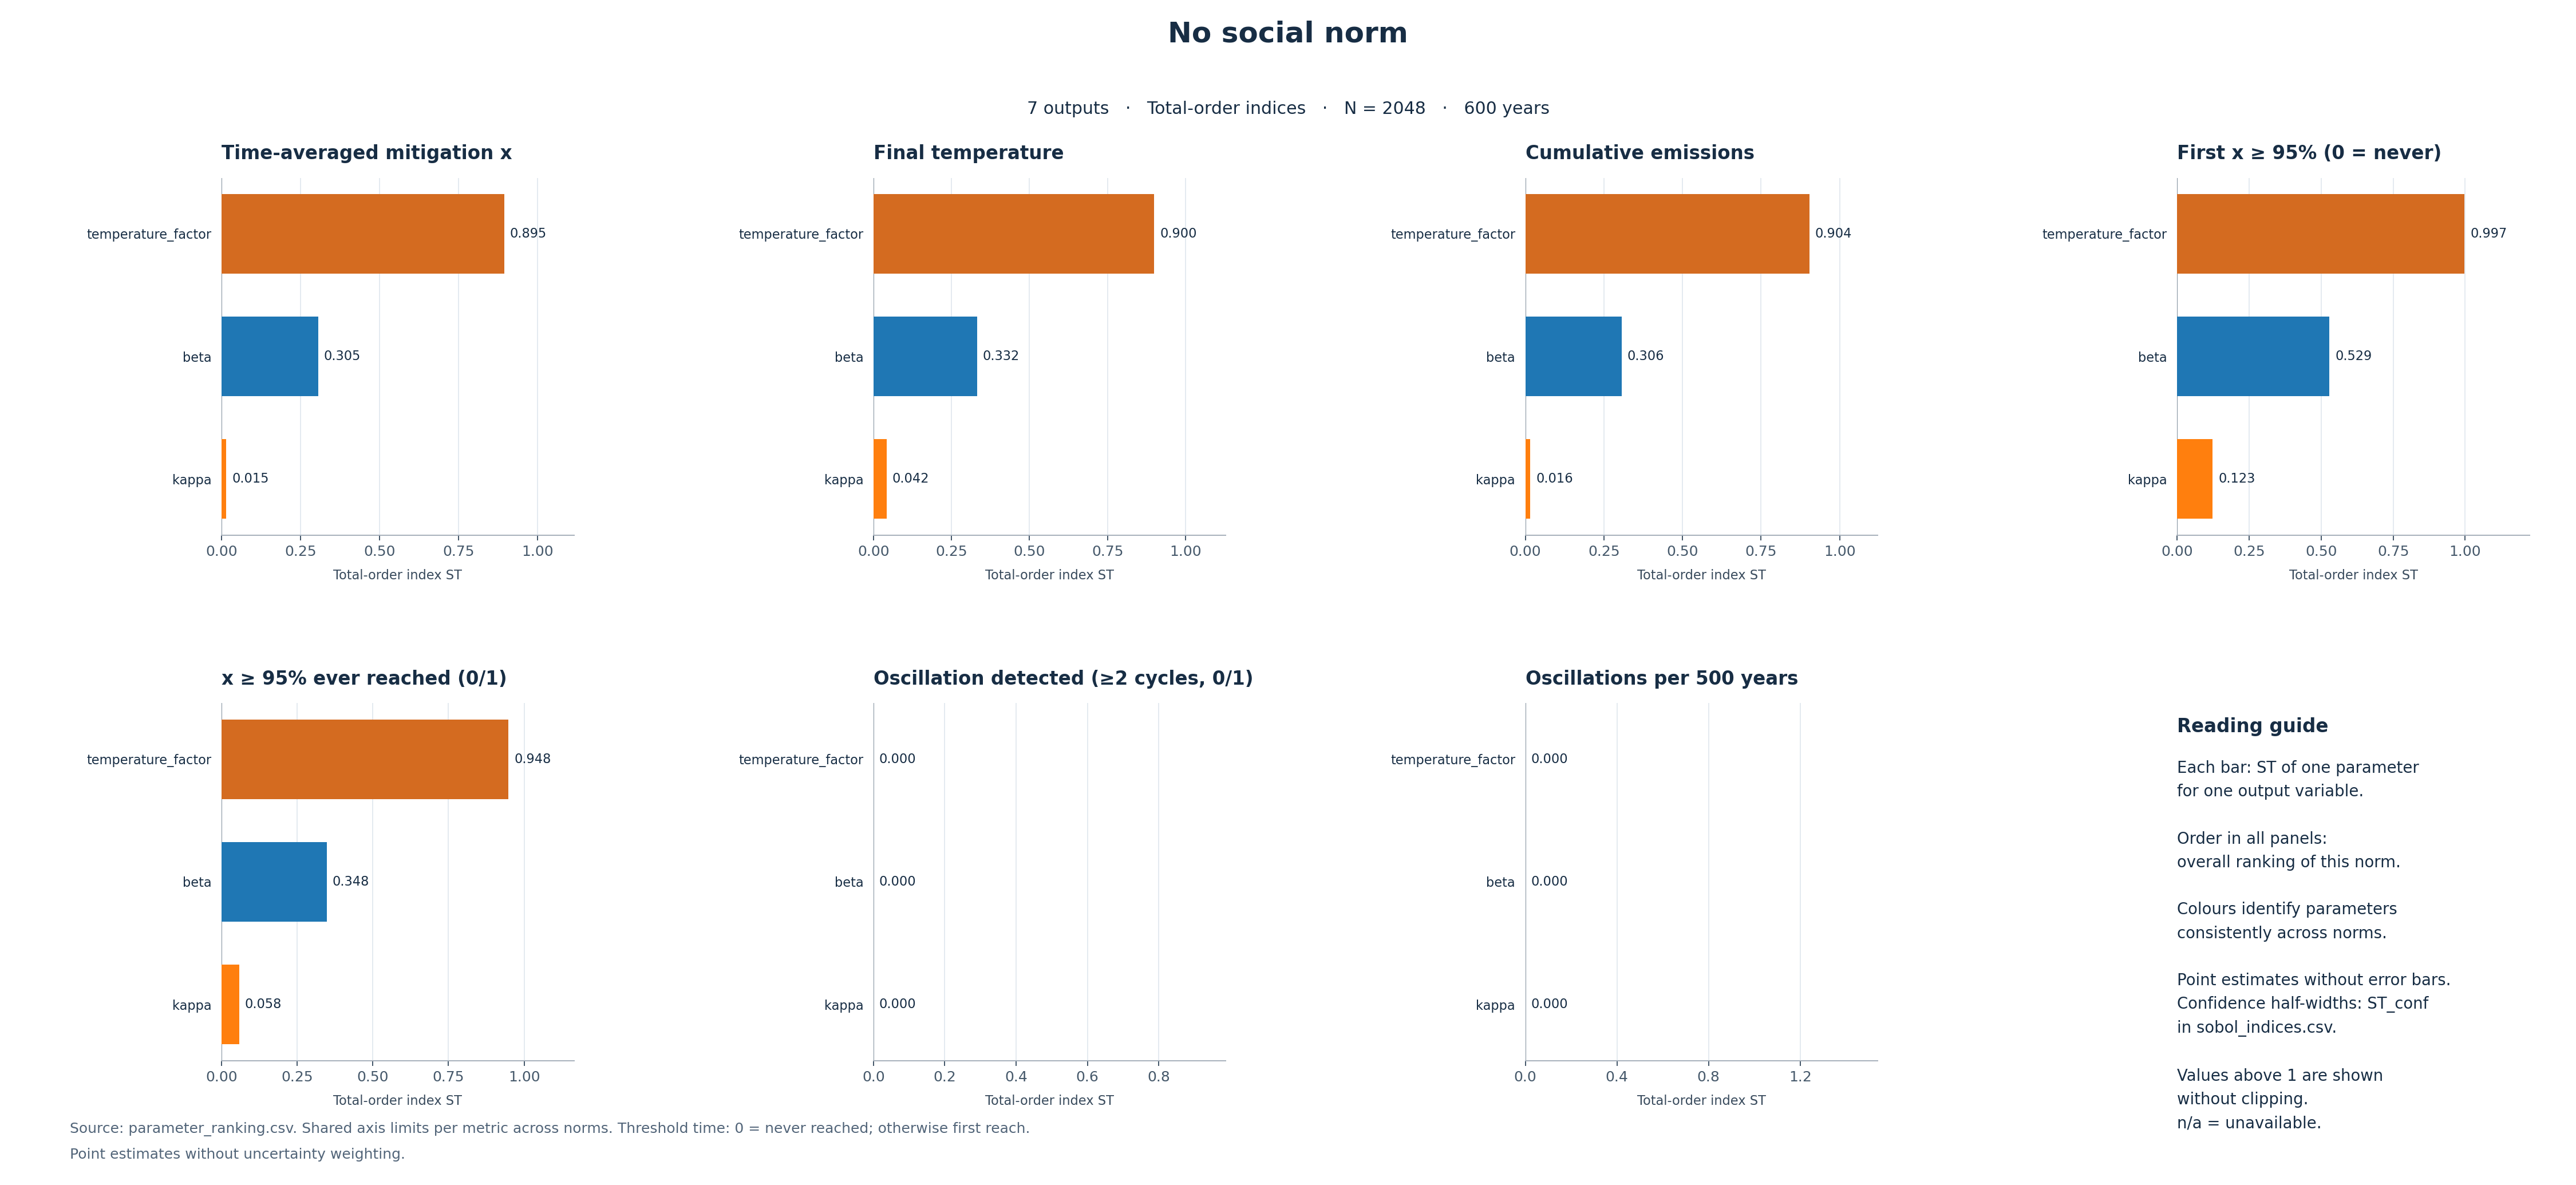 No social norm
7 outputs · Total-order indices · N = 2048 · 600 years
Time-averaged mitigation x
temperature_factor
0.895
beta
0.305
kappa
0.015
0.00 0.25 0.50 0.75 1.00
Total-order index ST
Final temperature
temperature_factor
0.900
beta
0.332
kappa
0.042
0.00 0.25 0.50 0.75 1.00
Total-order index ST
Cumulative emissions
temperature_factor
0.904
beta
0.306
kappa
0.016
0.00 0.25 0.50 0.75 1.00
Total-order index ST
First x ≥ 95% (0 = never)
temperature_factor
0.997
beta
0.529
kappa
0.123
0.00 0.25 0.50 0.75 1.00
Total-order index ST
x ≥ 95% ever reached (0/1)
temperature_factor
0.948
beta
0.348
kappa
0.058
0.00 0.25 0.50 0.75 1.00
Total-order index ST
Oscillation detected (≥2 cycles, 0/1)
temperature_factor
0.000
beta
0.000
kappa
0.000
0.0 0.2 0.4 0.6 0.8
Total-order index ST
Oscillations per 500 years
temperature_factor
0.000
beta
0.000
kappa
0.000
0.0 0.4 0.8 1.2
Total-order index ST
Reading guide
Each bar: ST of one parameter
for one output variable.
Order in all panels:
overall ranking of this norm.
Colours identify parameters
consistently across norms.
Point estimates without error bars.
Confidence half-widths: ST_conf
in sobol_indices.csv.
Values above 1 are shown
without clipping.
n/a = unavailable.
Source: parameter_ranking.csv. Shared axis limits per metric across norms. Threshold time: 0 = never reached; otherwise first reach.
Point estimates without uncertainty weighting.